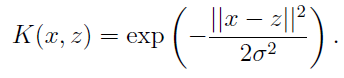 K(x, z) = exp ( − ||x − z||² / 2σ² ) .